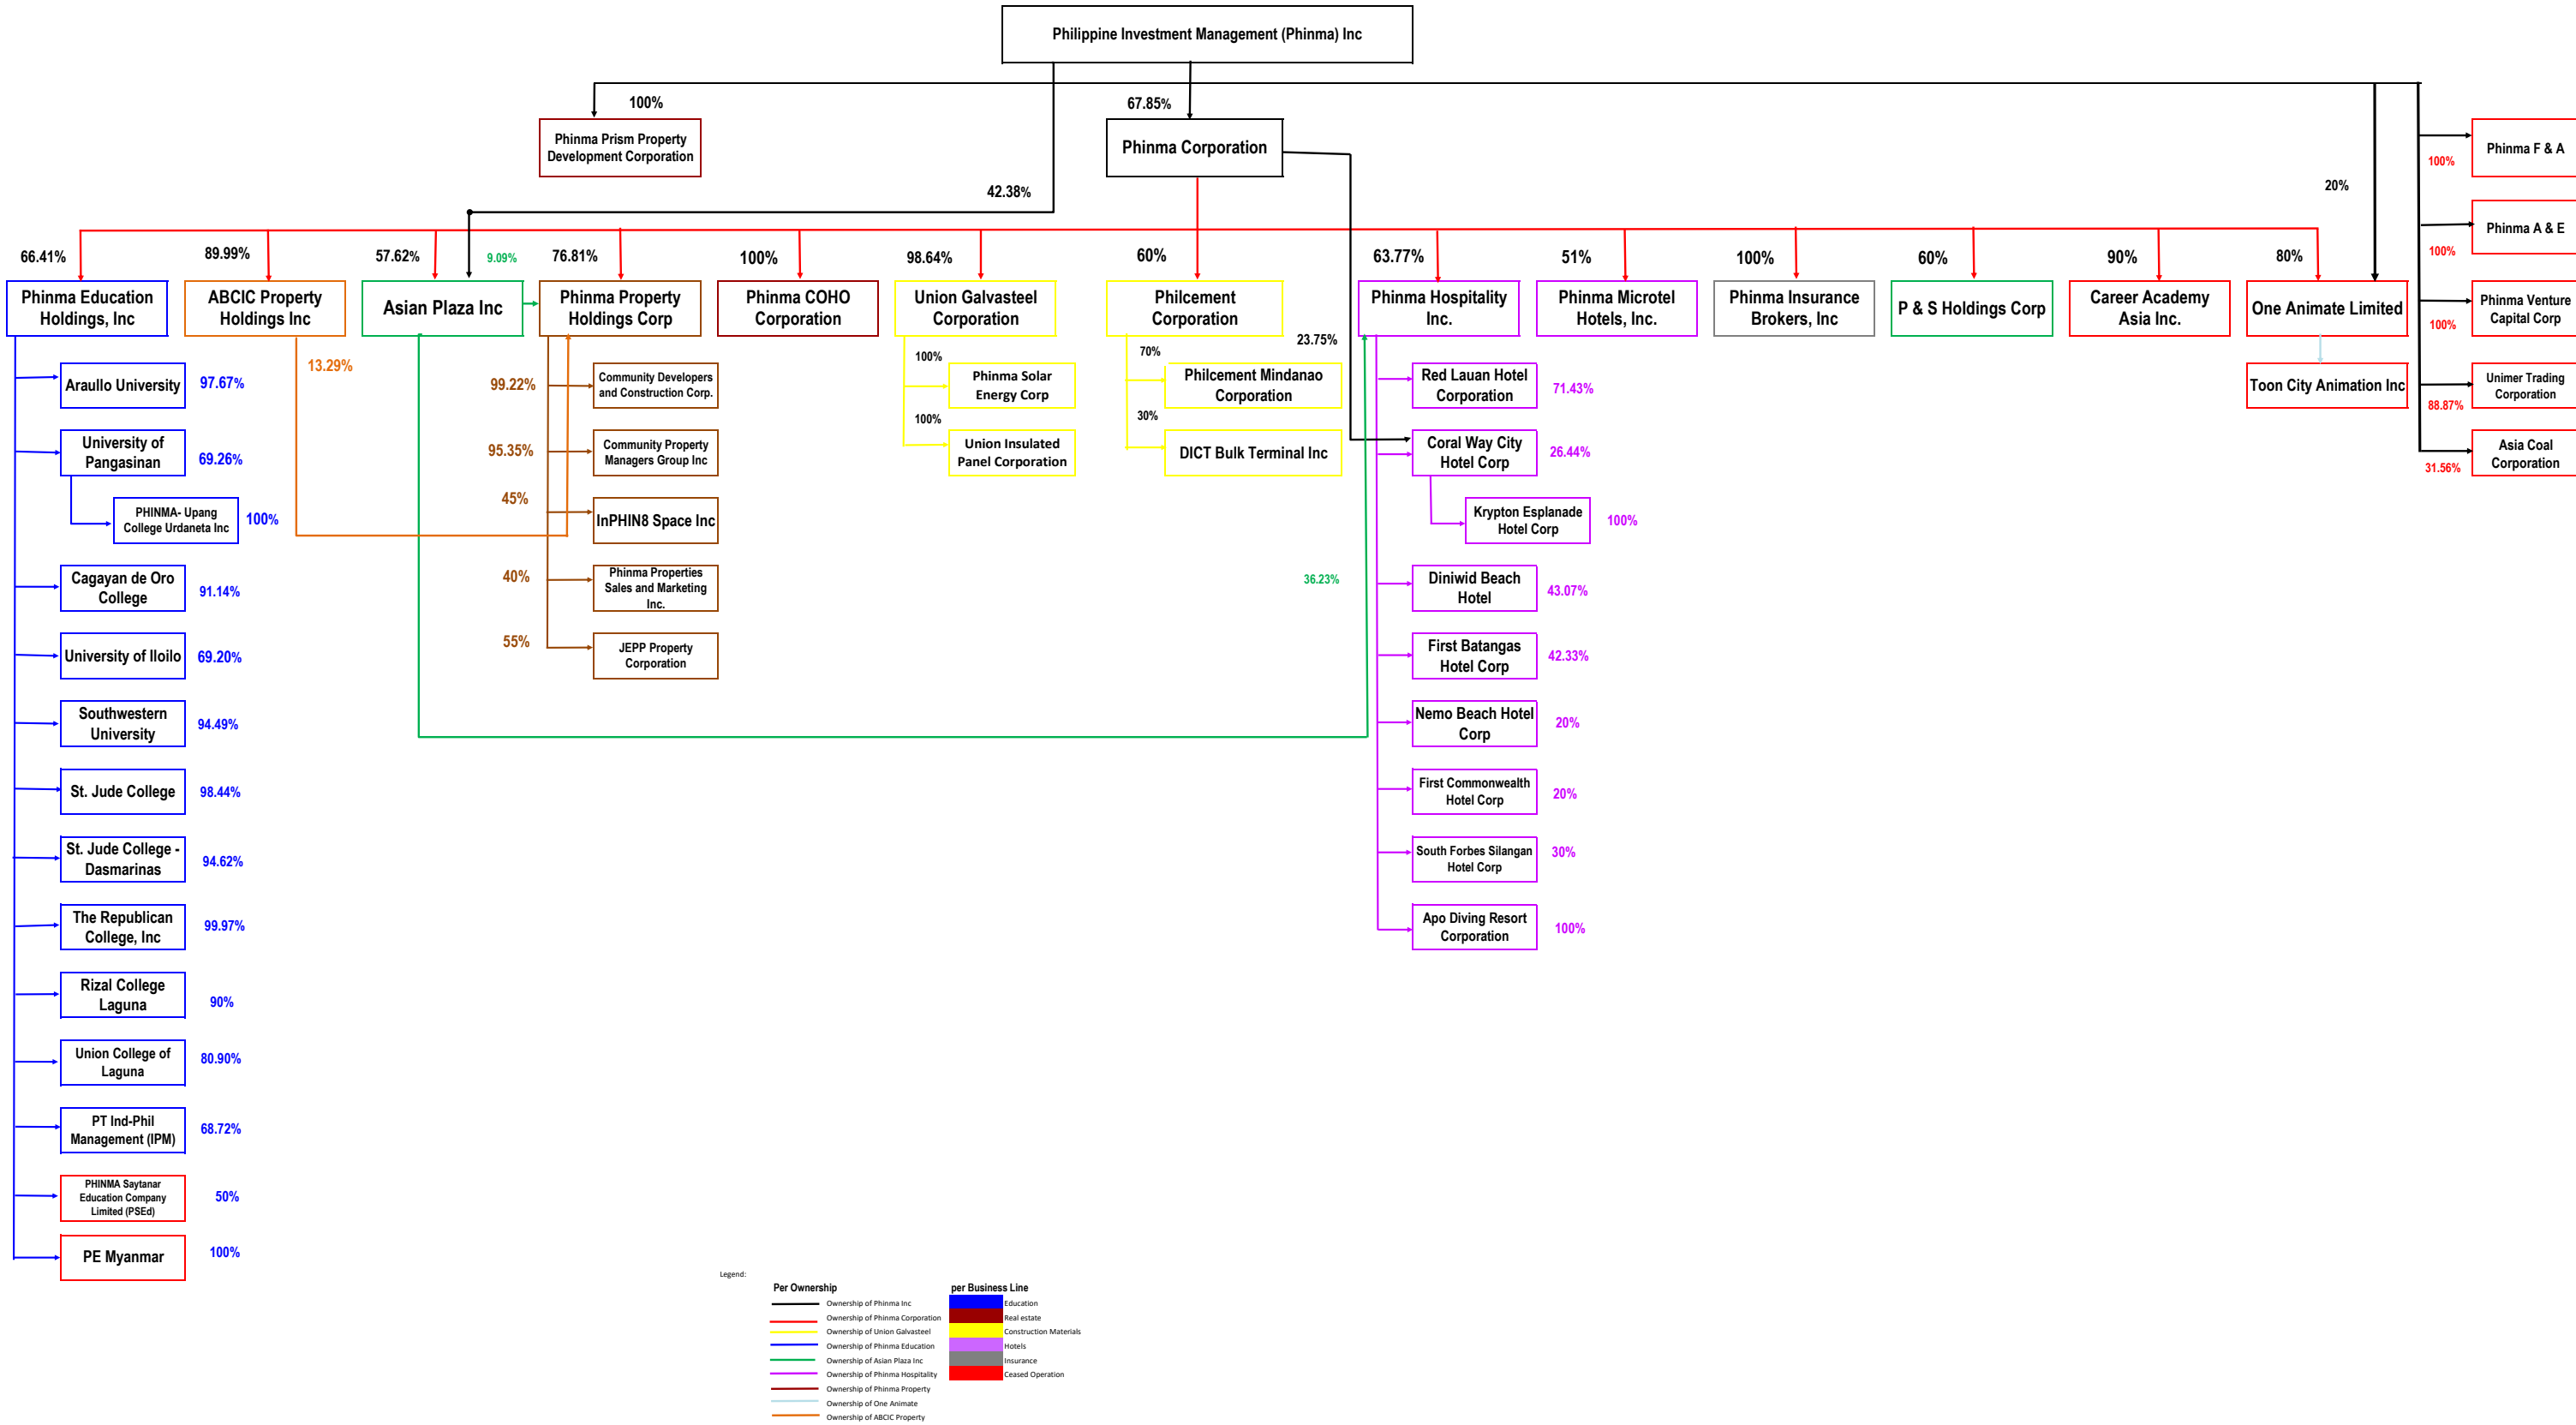 Philippine Investment Management (Phinma) Inc
100%
67.85%
Phinma Prism Property
Development Corporation
Phinma Corporation
Phinma F & A
100%
42.38%
20%
Phinma A & E
100%
66.41%
89.99%
57.62%
9.09%
76.81%
100%
98.64%
60%
63.77%
51%
100%
60%
90%
80%
Phinma Education
Holdings, Inc
ABCIC Property
Holdings Inc
Asian Plaza Inc
Phinma Property
Holdings Corp
Phinma COHO
Corporation
Union Galvasteel
Corporation
Philcement
Corporation
Phinma Hospitality
Inc.
Phinma Microtel
Hotels, Inc.
Phinma Insurance
Brokers, Inc
P & S Holdings Corp
Career Academy
Asia Inc.
One Animate Limited
Phinma Venture
Capital Corp
100%
23.75%
13.29%
Araullo University
97.67%
99.22%
Community Developers
and Construction Corp.
100%
Phinma Solar
Energy Corp
70%
Philcement Mindanao
Corporation
Red Lauan Hotel
Corporation
71.43%
Toon City Animation Inc
Unimer Trading
Corporation
88.87%
University of
Pangasinan
69.26%
95.35%
Community Property
Managers Group Inc
100%
Union Insulated
Panel Corporation
30%
DICT Bulk Terminal Inc
Coral Way City
Hotel Corp
26.44%
Asia Coal
Corporation
31.56%
PHINMA- Upang
College Urdaneta Inc
100%
45%
InPHIN8 Space Inc
Krypton Esplanade
Hotel Corp
100%
Cagayan de Oro
College
91.14%
40%
Phinma Properties
Sales and Marketing
Inc.
36.23%
Diniwid Beach
Hotel
43.07%
University of Iloilo
69.20%
55%
JEPP Property
Corporation
First Batangas
Hotel Corp
42.33%
Southwestern
University
94.49%
Nemo Beach Hotel
Corp
20%
St. Jude College
98.44%
First Commonwealth
Hotel Corp
20%
St. Jude College -
Dasmarinas
94.62%
South Forbes Silangan
Hotel Corp
30%
The Republican
College, Inc
99.97%
Apo Diving Resort
Corporation
100%
Rizal College
Laguna
90%
Union College of
Laguna
80.90%
PT Ind-Phil
Management (IPM)
68.72%
PHINMA Saytanar
Education Company
Limited (PSEd)
50%
PE Myanmar
100%
Legend:
Per Ownership
per Business Line
Ownership of Phinma Inc
Education
Ownership of Phinma Corporation
Real estate
Ownership of Union Galvasteel
Construction Materials
Ownership of Phinma Education
Hotels
Ownership of Asian Plaza Inc
Insurance
Ownership of Phinma Hospitality
Ceased Operation
Ownership of Phinma Property
Ownership of One Animate
Ownership of ABCIC Property